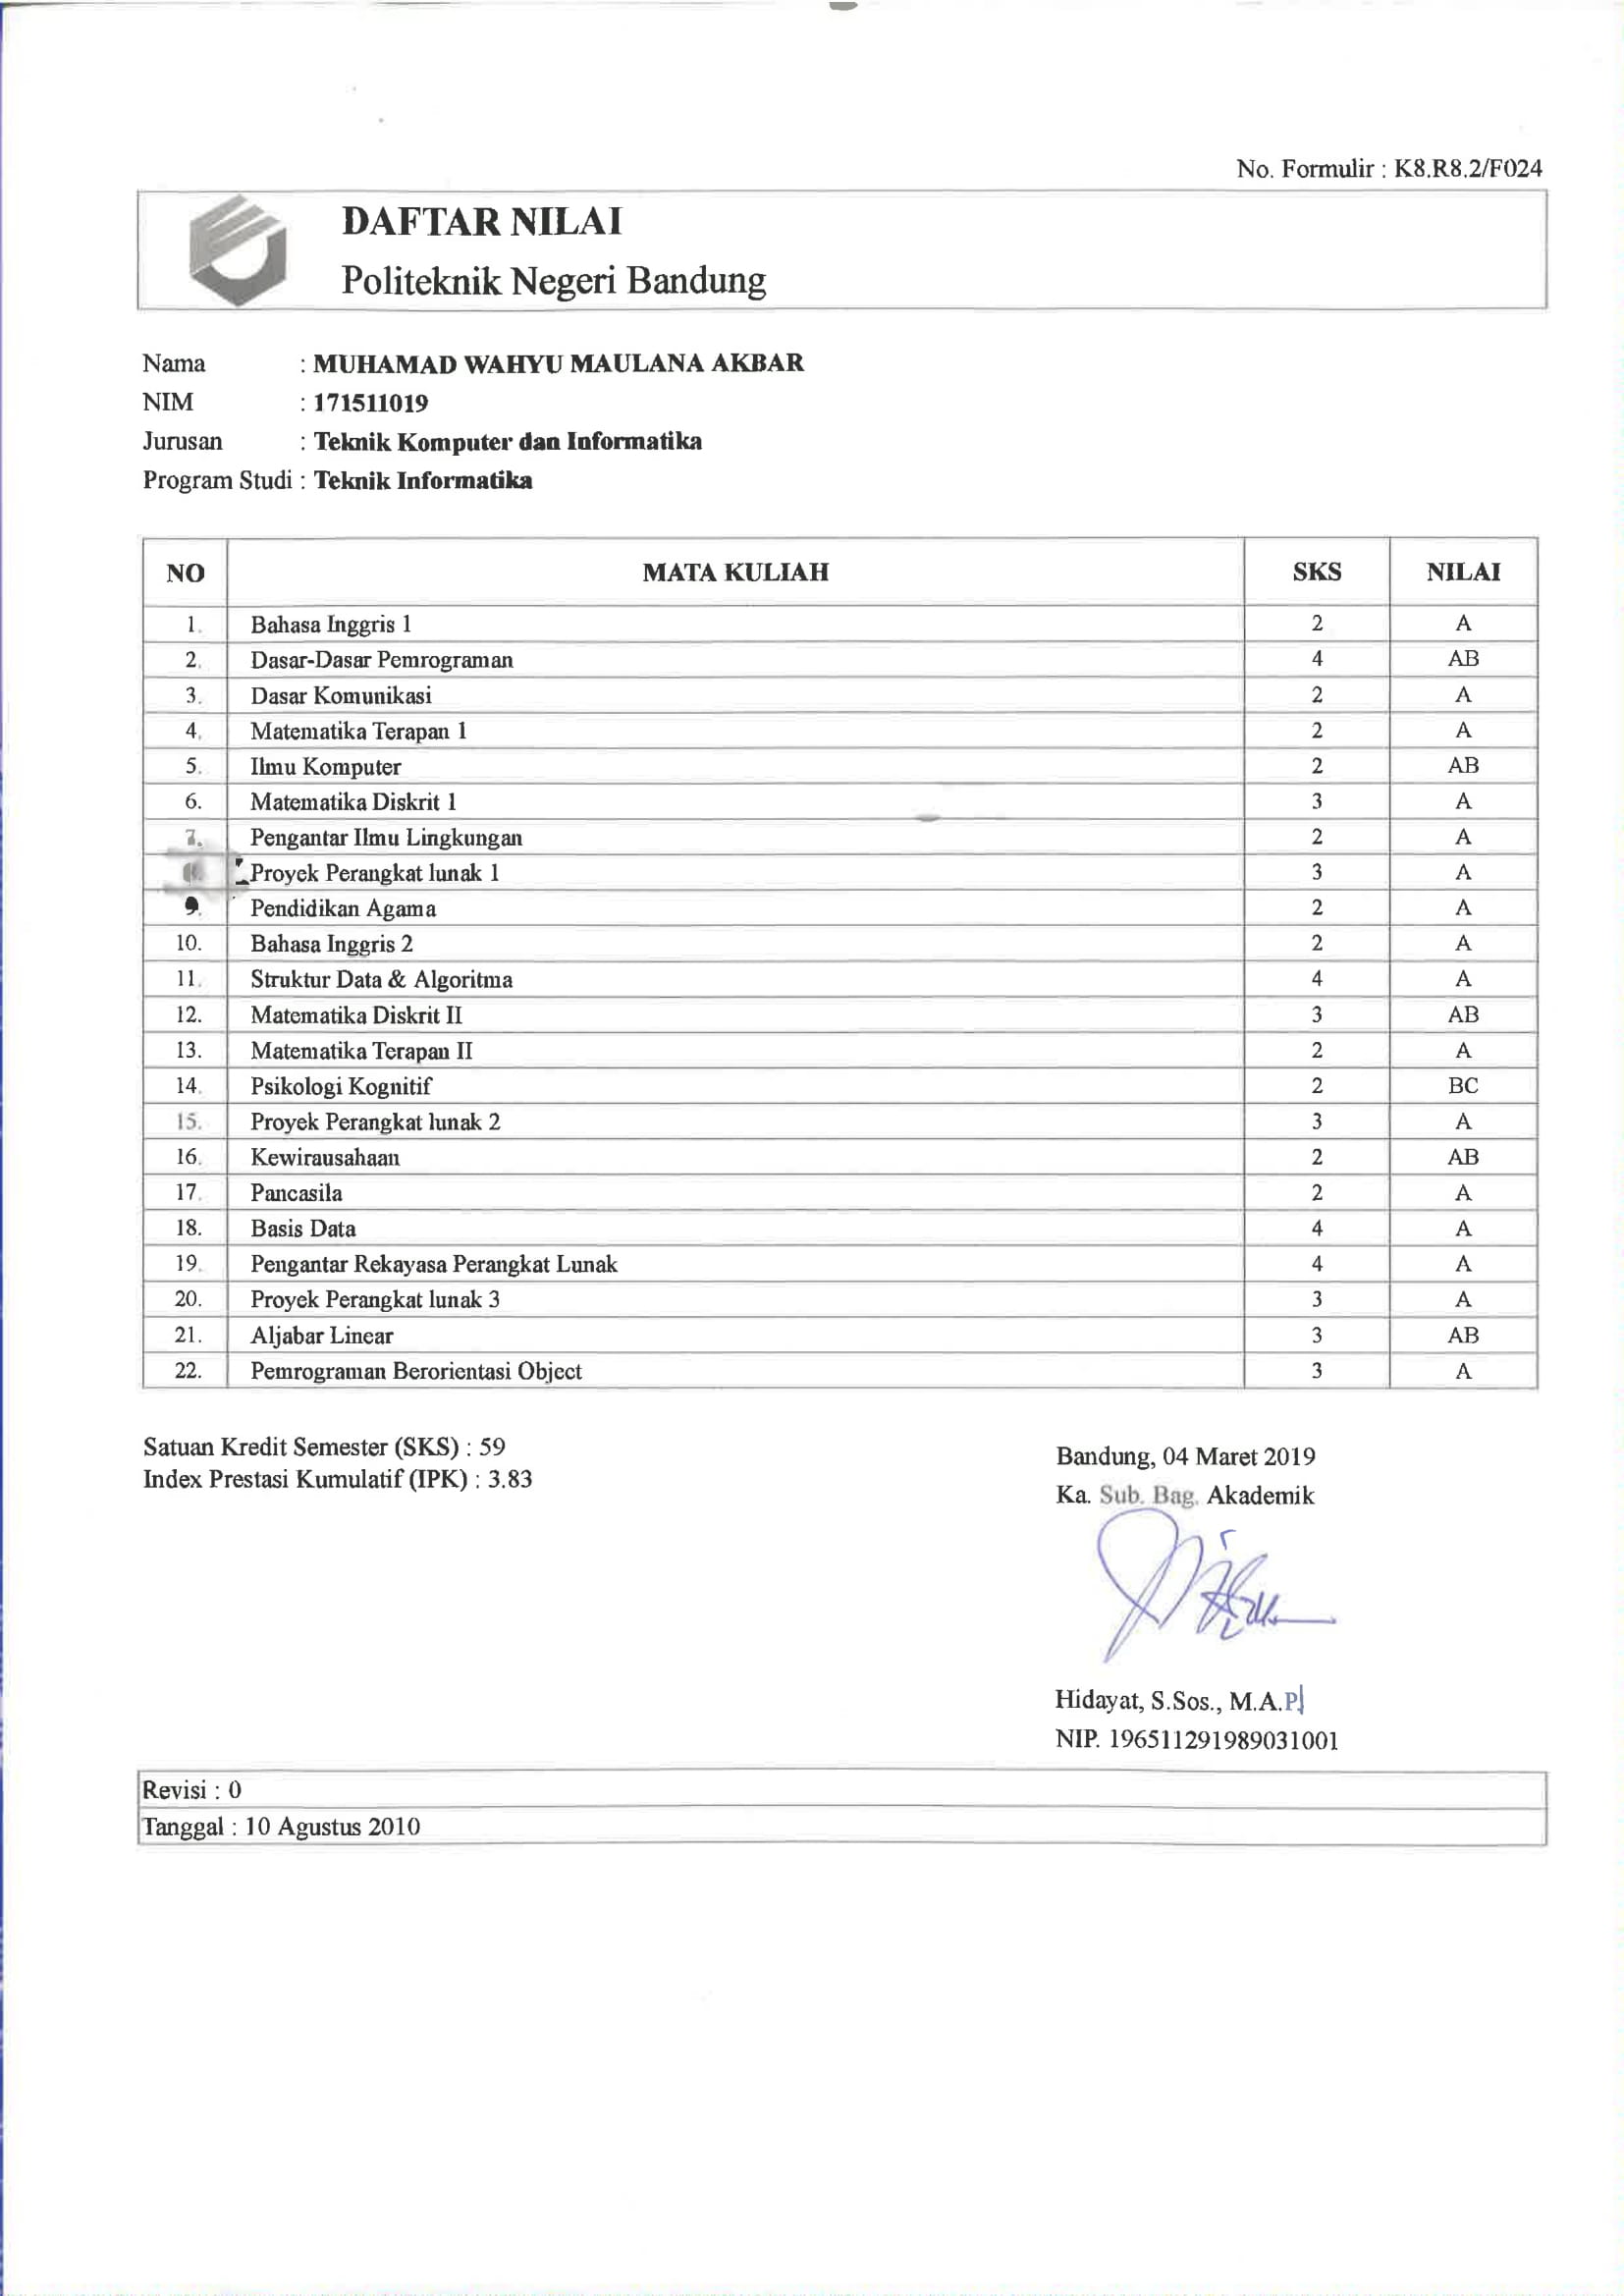 No. Formulir : K8.R8.2/F024
DAFTAR NILAI
Politeknik Negeri Bandung
Nama : MUHAMAD WAHYU MAULANA AKBAR
NIM : 171511019
Jurusan : Teknik Komputer dan Informatika
Program Studi : Teknik Informatika
NO MATA KULIAH SKS NILAI
1. Bahasa Inggris 1 2 A
2. Dasar-Dasar Pemrograman 4 AB
3. Dasar Komunikasi 2 A
4. Matematika Terapan 1 2 A
5. Ilmu Komputer 2 AB
6. Matematika Diskrit 1 3 A
7. Pengantar Ilmu Lingkungan 2 A
Proyek Perangkat lunak 1 3 A
9. Pendidikan Agama 2 A
10. Bahasa Inggris 2 2 A
11. Struktur Data & Algoritma 4 A
12. Matematika Diskrit II 3 AB
13. Matematika Terapan II 2 A
14. Psikologi Kognitif 2 BC
15. Proyek Perangkat lunak 2 3 A
16. Kewirausahaan 2 AB
17. Pancasila 2 A
18. Basis Data 4 A
19. Pengantar Rekayasa Perangkat Lunak 4 A
20. Proyek Perangkat lunak 3 3 A
21. Aljabar Linear 3 AB
22. Pemrograman Berorientasi Object 3 A
Satuan Kredit Semester (SKS) : 59
Index Prestasi Kumulatif (IPK) : 3.83
Bandung, 04 Maret 2019
Ka. Sub. Bag. Akademik
Hidayat, S.Sos., M.A.P.
NIP. 196511291989031001
Revisi : 0
Tanggal : 10 Agustus 2010